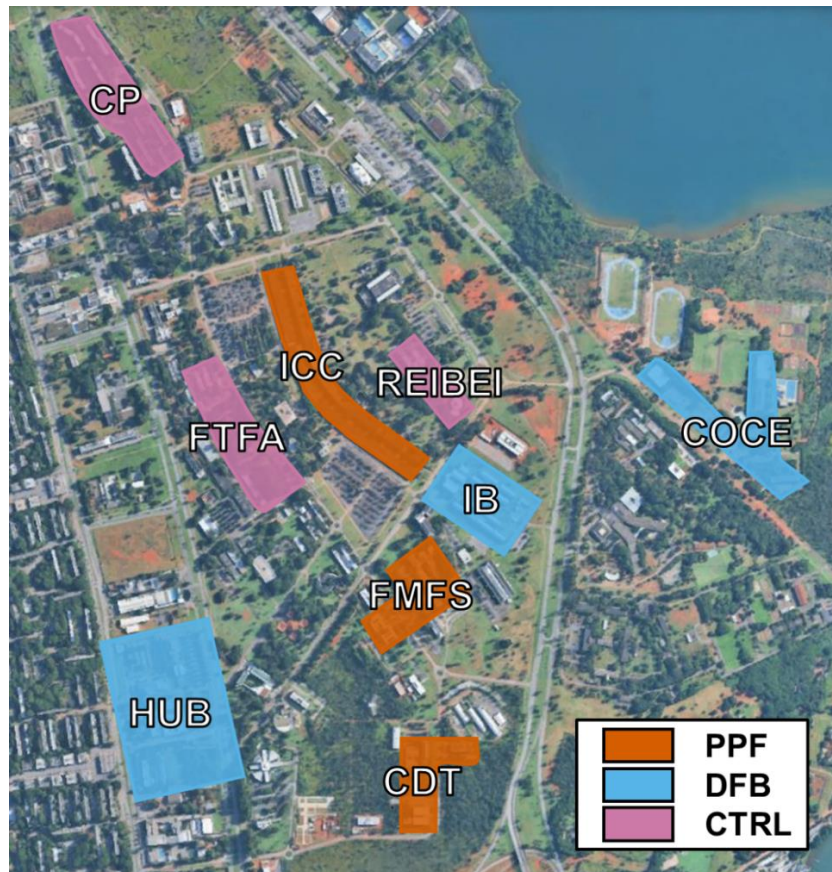 CP
ICC
REIBEI
FTFA
COCE
IB
FMFS
HUB
CDT
PPF
DFB
CTRL